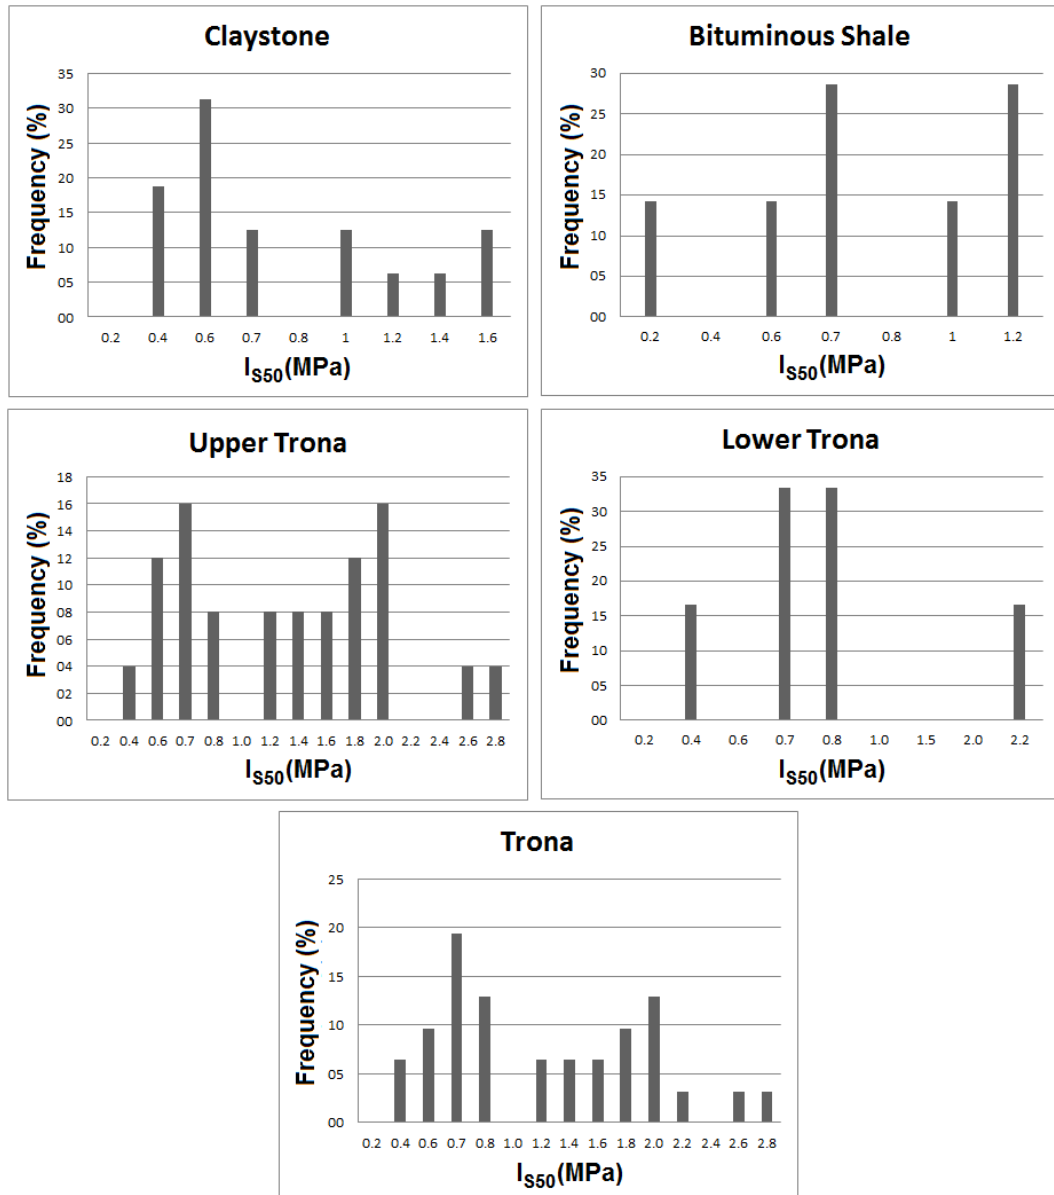 Claystone
Frequency (%)
35
30
25
20
15
10
05
00
0.2 0.4 0.6 0.7 0.8 1 1.2 1.4 1.6
IS50(MPa)
Bituminous Shale
Frequency (%)
30
25
20
15
10
05
00
0.2 0.4 0.6 0.7 0.8 1 1.2
IS50(MPa)
Upper Trona
Frequency (%)
18
16
14
12
10
08
06
04
02
00
0.2 0.4 0.6 0.7 0.8 1.0 1.2 1.4 1.6 1.8 2.0 2.2 2.4 2.6 2.8
IS50(MPa)
Lower Trona
Frequency (%)
35
30
25
20
15
10
05
00
0.2 0.4 0.6 0.7 0.8 1.0 1.5 2.0 2.2
IS50(MPa)
Trona
Frequency (%)
25
20
15
10
05
00
0.2 0.4 0.6 0.7 0.8 1.0 1.2 1.4 1.6 1.8 2.0 2.2 2.4 2.6 2.8
IS50(MPa)